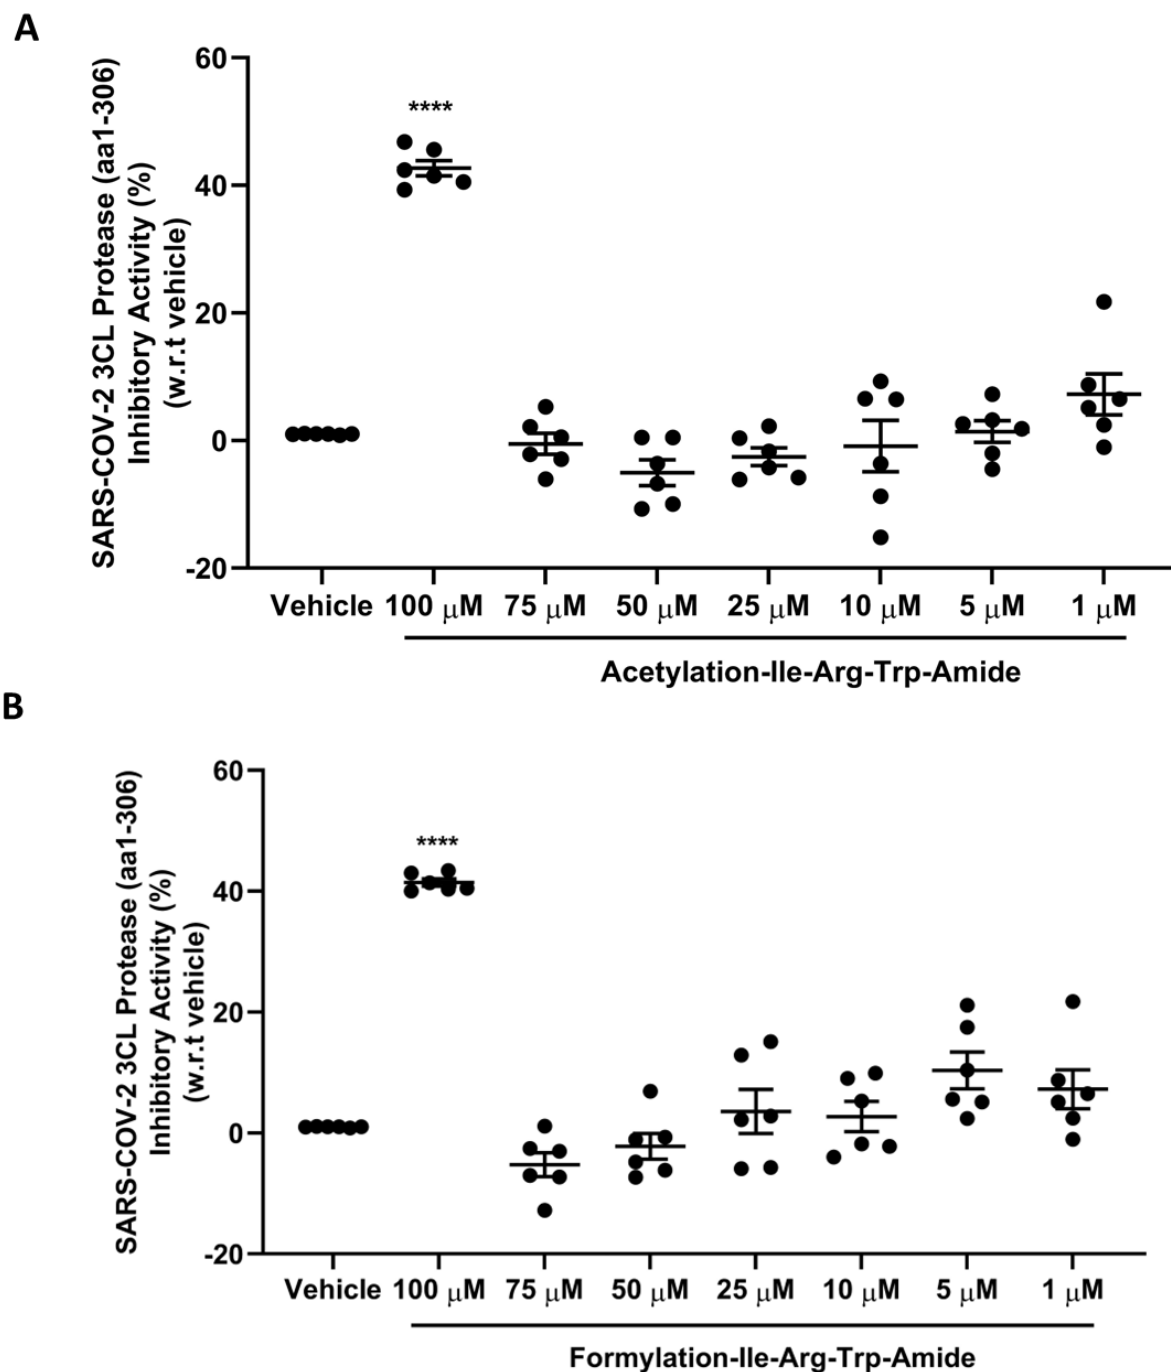 A
SARS-COV-2 3CL Protease (aa1-306)
Inhibitory Activity (%)
(w.r.t vehicle)
60
40
20
0
-20
****
Vehicle 100 μM 75 μM 50 μM 25 μM 10 μM 5 μM 1 μM
Acetylation-Ile-Arg-Trp-Amide
B
SARS-COV-2 3CL Protease (aa1-306)
Inhibitory Activity (%)
(w.r.t vehicle)
60
40
20
0
-20
****
Vehicle 100 μM 75 μM 50 μM 25 μM 10 μM 5 μM 1 μM
Formylation-Ile-Arg-Trp-Amide